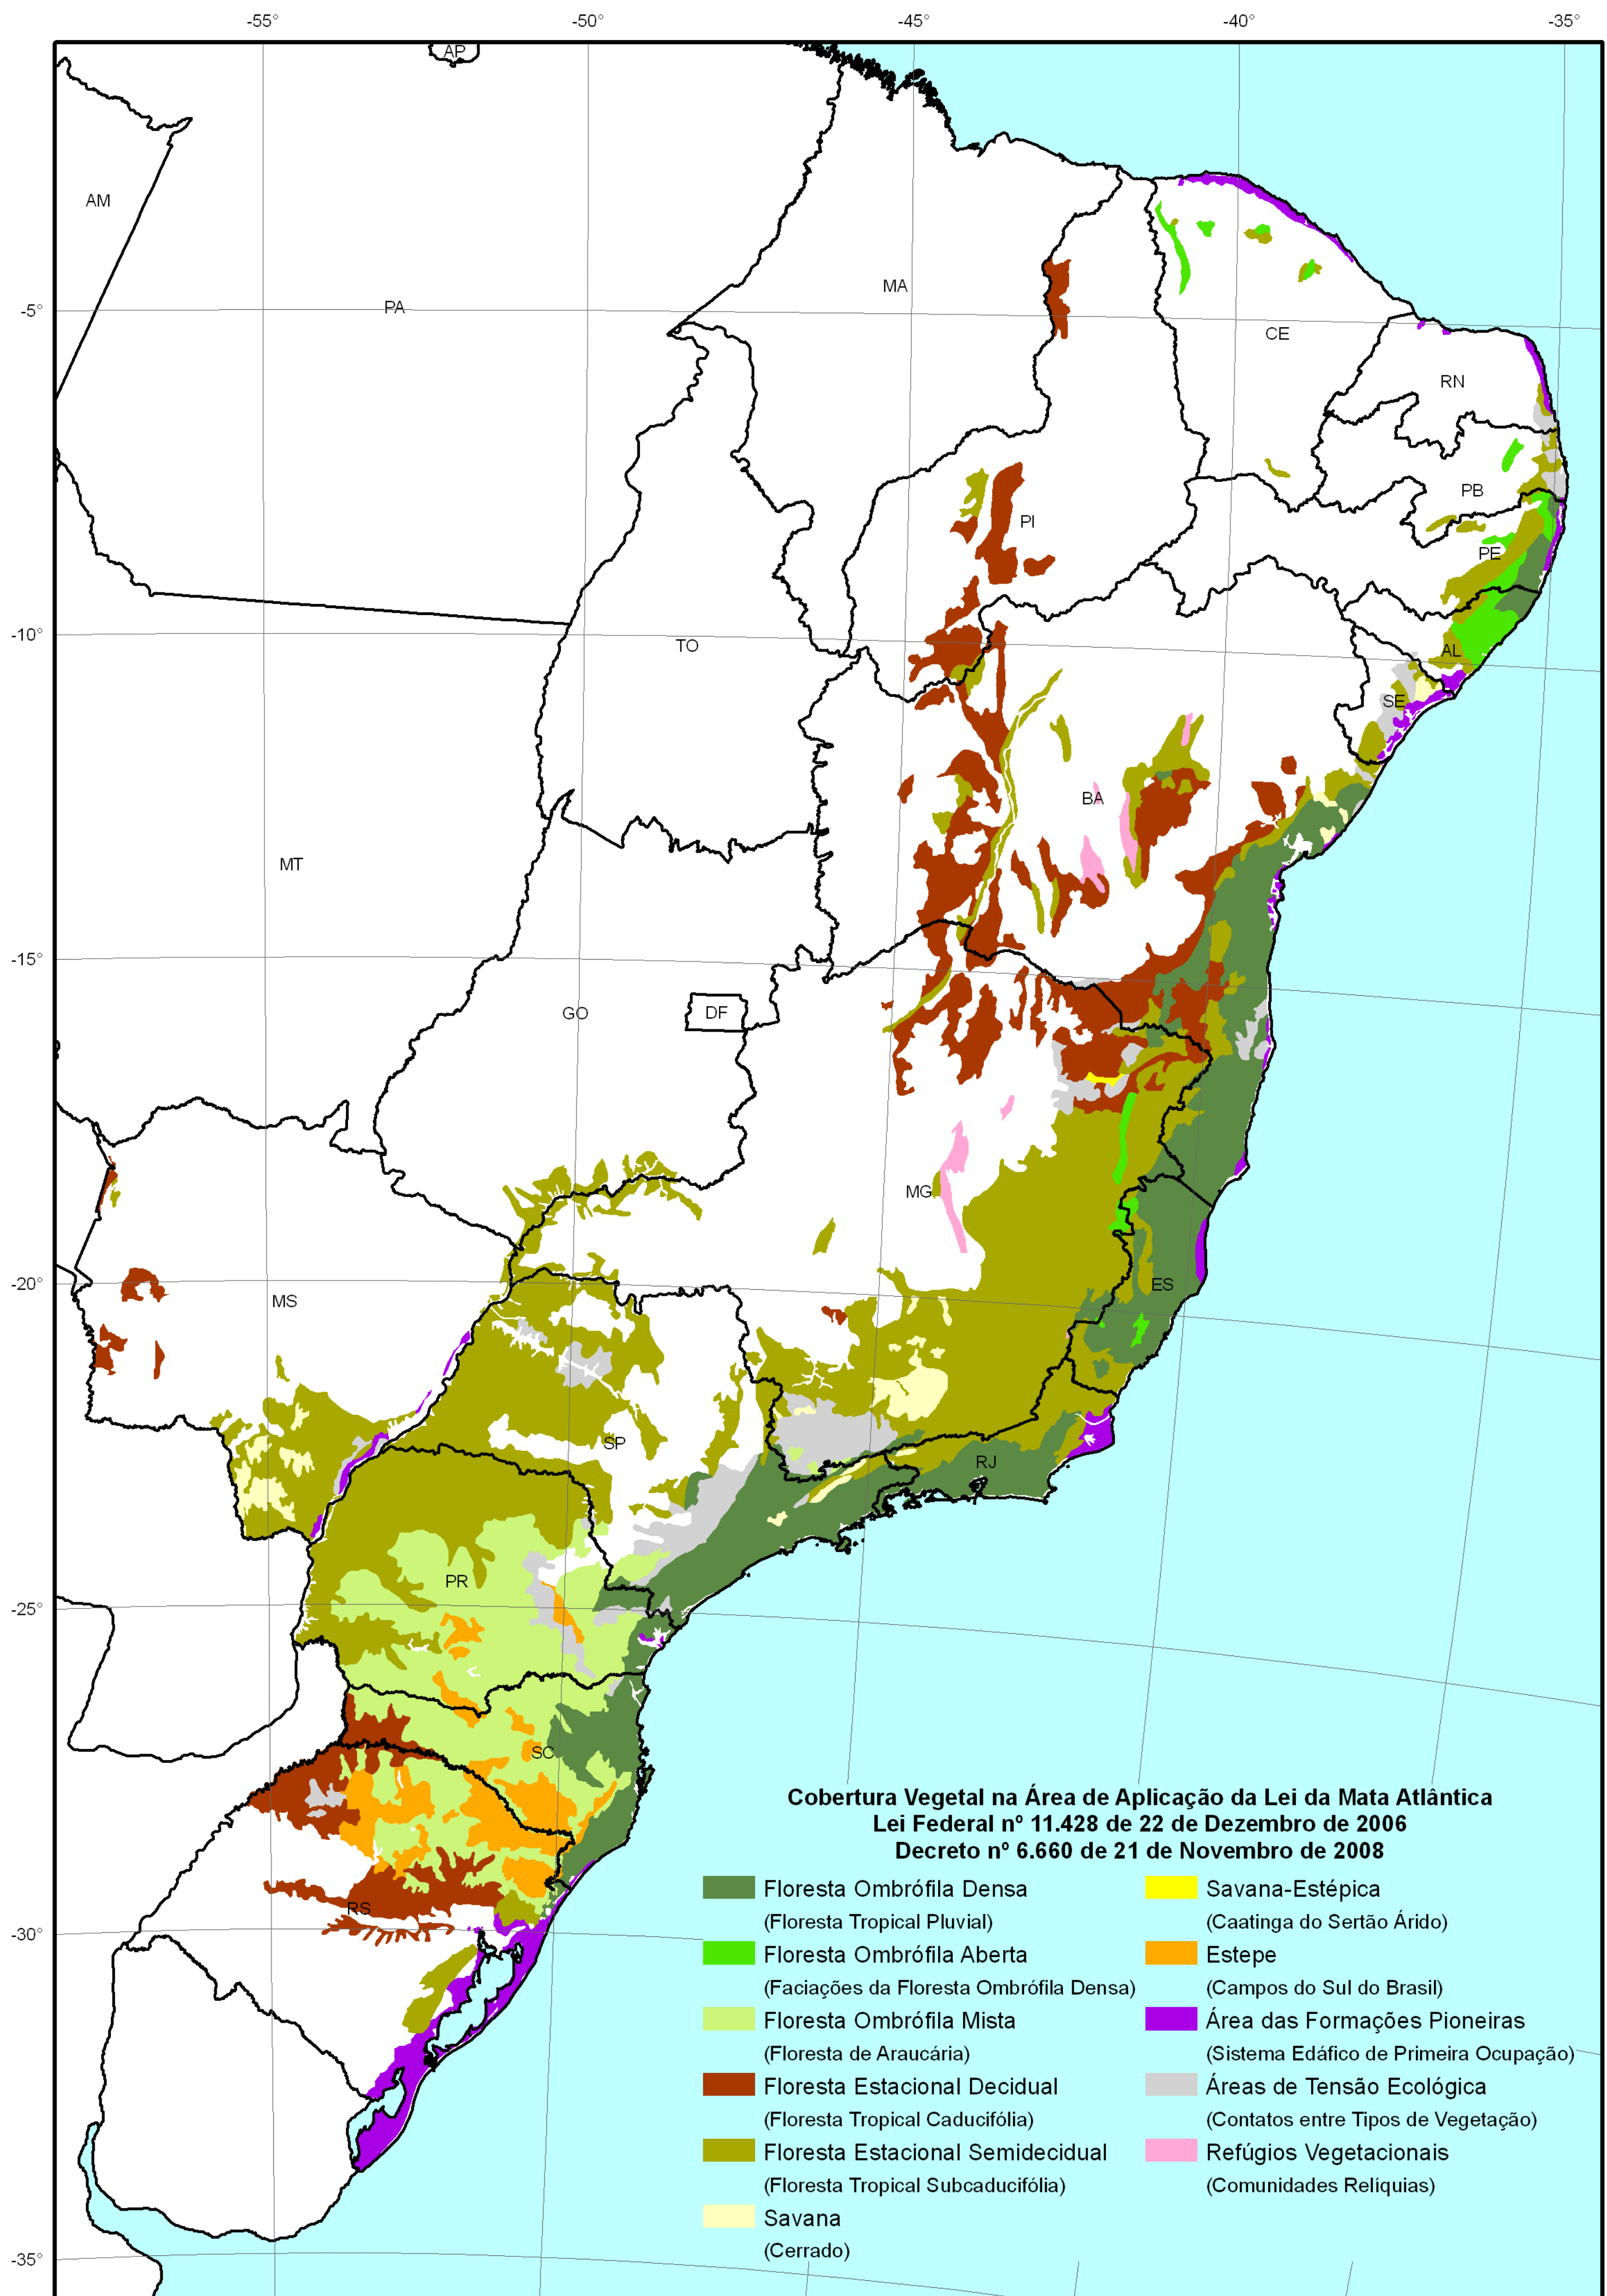 -55° -50° -45° -40° -35°
AP
AM
MA
-5°
PA
CE
RN
PB
PI
PE
-10°
TO
AL
SE
BA
MT
-15°
GO
DF
MG
ES
-20°
MS
SP
RJ
PR
-25°
SC
Cobertura Vegetal na Área de Aplicação da Lei da Mata Atlântica
Lei Federal nº 11.428 de 22 de Dezembro de 2006
Decreto nº 6.660 de 21 de Novembro de 2008
Floresta Ombrófila Densa
(Floresta Tropical Pluvial)
Floresta Ombrófila Aberta
(Faciações da Floresta Ombrófila Densa)
Floresta Ombrófila Mista
(Floresta de Araucária)
Floresta Estacional Decidual
(Floresta Tropical Caducifólia)
Floresta Estacional Semidecidual
(Floresta Tropical Subcaducifólia)
Savana
(Cerrado)
Savana-Estépica
(Caatinga do Sertão Árido)
Estepe
(Campos do Sul do Brasil)
Área das Formações Pioneiras
(Sistema Edáfico de Primeira Ocupação)
Áreas de Tensão Ecológica
(Contatos entre Tipos de Vegetação)
Refúgios Vegetacionais
(Comunidades Relíquias)
RS
-30°
-35°